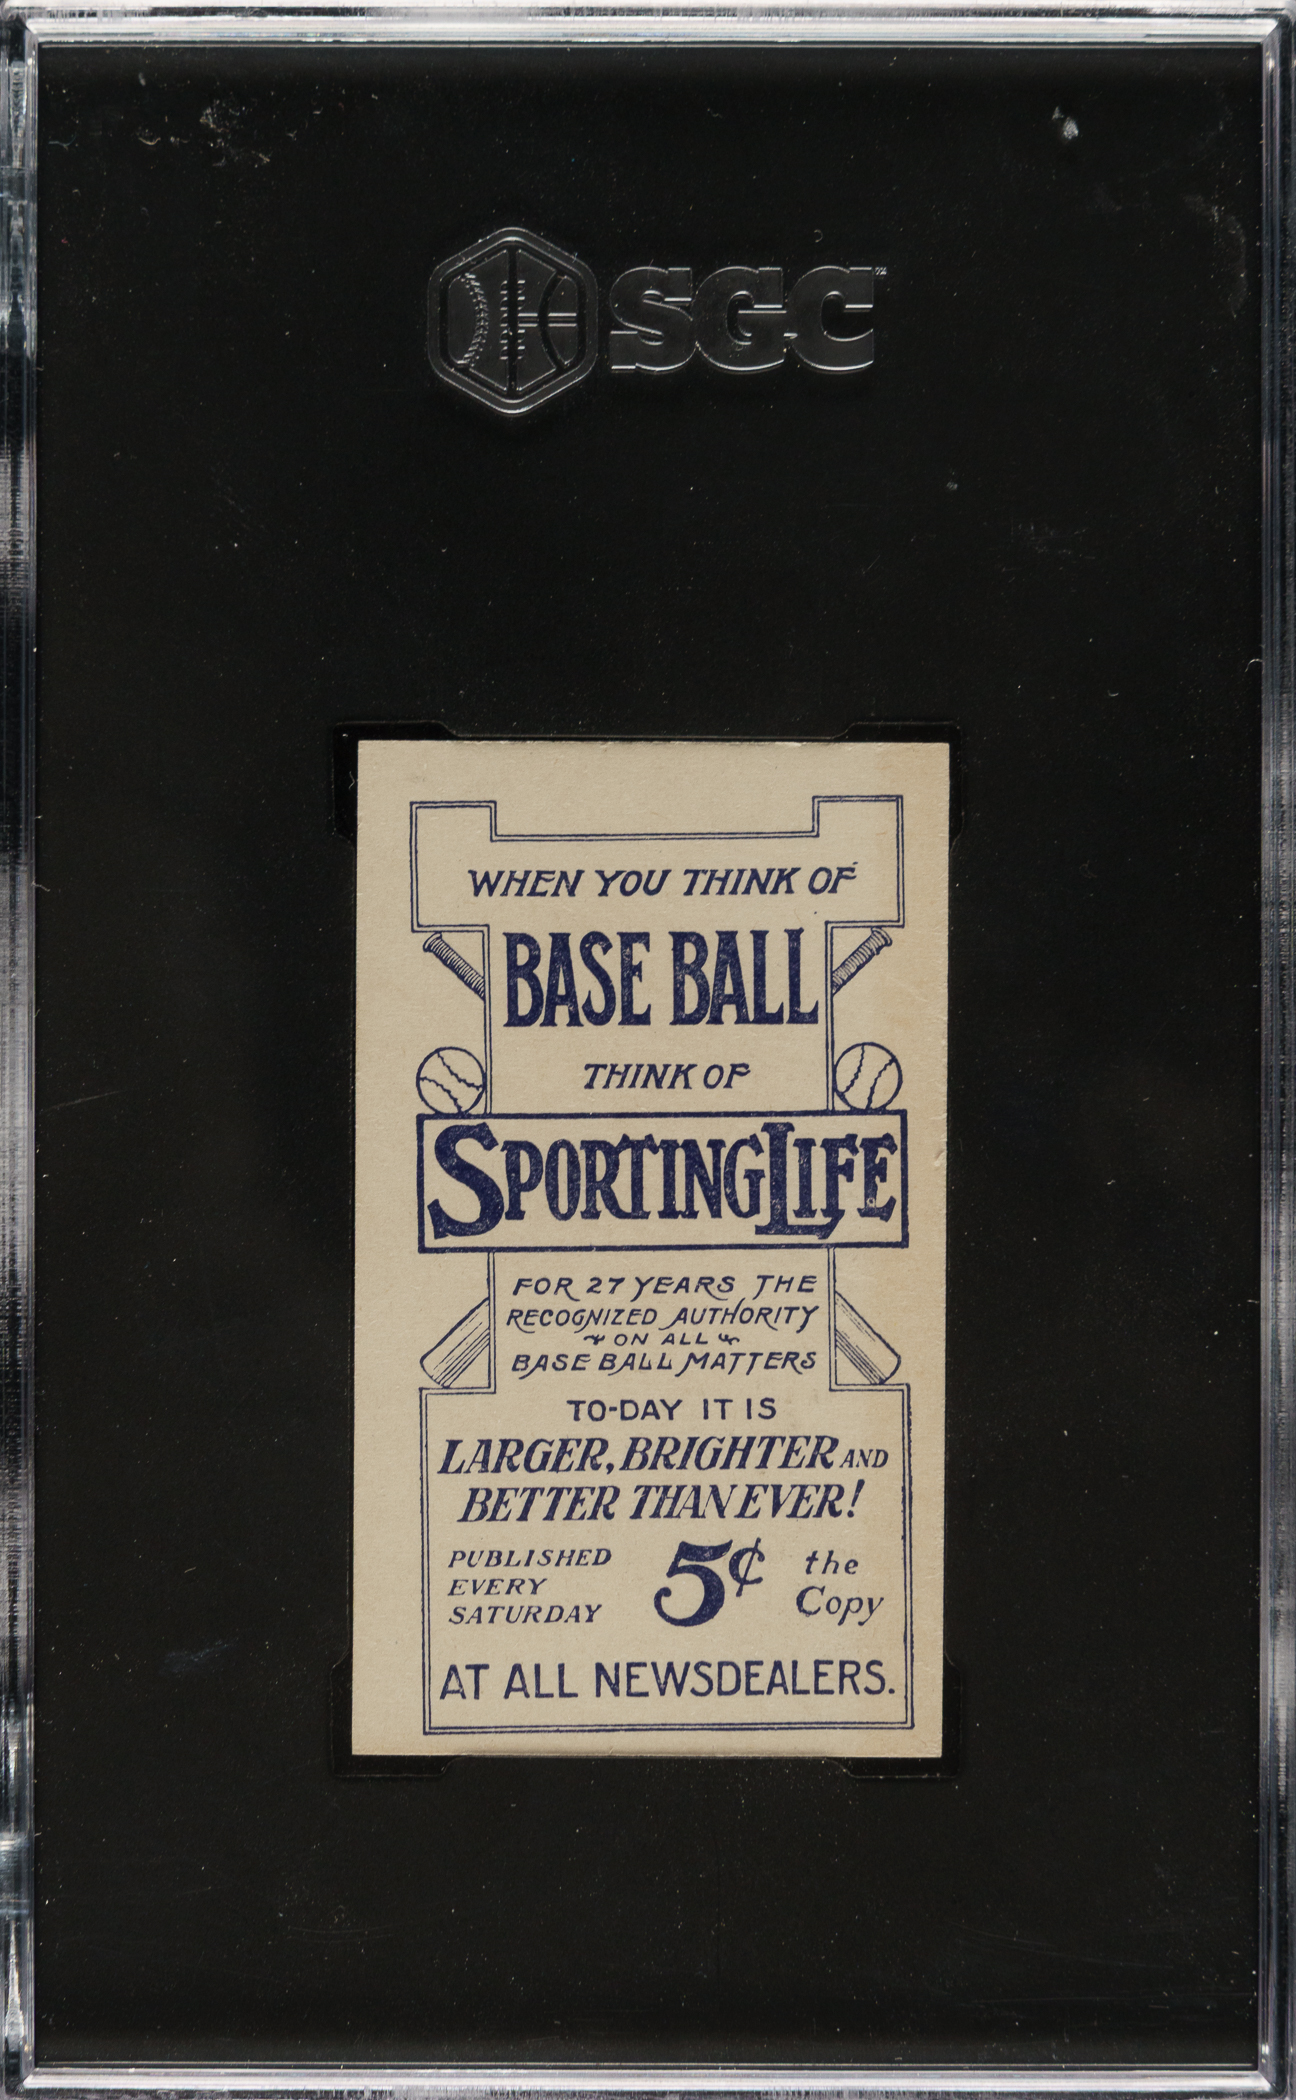 SGC
WHEN YOU THINK OF
BASE BALL
THINK OF
SPORTING LIFE
FOR 27 YEARS THE
RECOGNIZED AUTHORITY
ON ALL
BASE BALL MATTERS
TO-DAY IT IS
LARGER, BRIGHTER AND
BETTER THAN EVER!
PUBLISHED
EVERY
SATURDAY
5¢
the
Copy
AT ALL NEWSDEALERS.